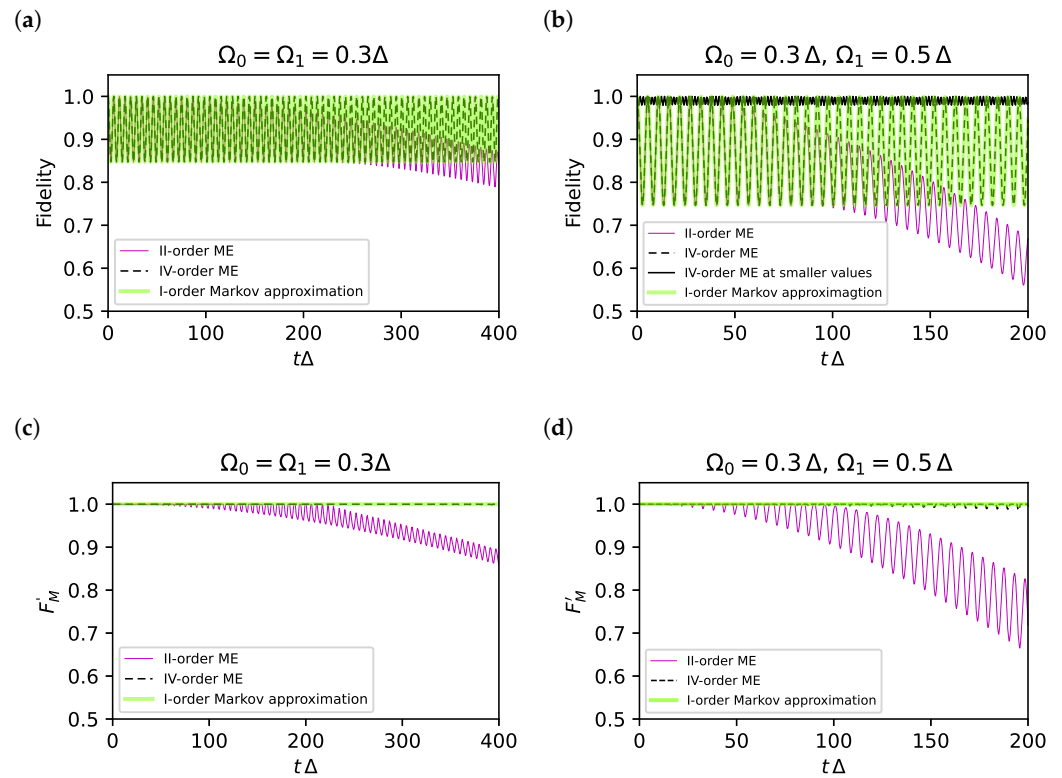 (a)
Ω₀ = Ω₁ = 0.3Δ
Fidelity
1.0
0.9
0.8
0.7
0.6
0.5
II-order ME
IV-order ME
I-order Markov approximation
0 100 200 300 400
tΔ
(b)
Ω₀ = 0.3 Δ, Ω₁ = 0.5 Δ
Fidelity
1.0
0.9
0.8
0.7
0.6
0.5
II-order ME
IV-order ME
IV-order ME at smaller values
I-order Markov approximagtion
0 50 100 150 200
tΔ
(c)
Ω₀ = Ω₁ = 0.3Δ
F'_M
1.0
0.9
0.8
0.7
0.6
0.5
II-order ME
IV-order ME
I-order Markov approximation
0 100 200 300 400
tΔ
(d)
Ω₀ = 0.3 Δ, Ω₁ = 0.5 Δ
F'_M
1.0
0.9
0.8
0.7
0.6
0.5
II-order ME
IV-order ME
I-order Markov approximation
0 50 100 150 200
tΔ